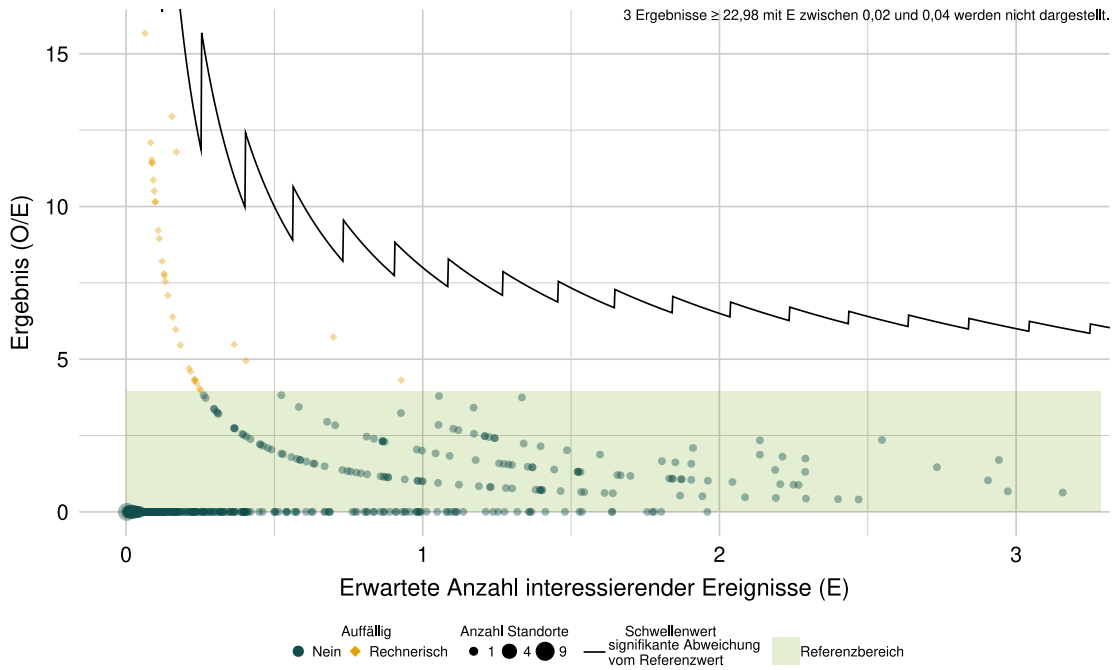 3 Ergebnisse ≥ 22,98 mit E zwischen 0,02 und 0,04 werden nicht dargestellt.
15
10
5
0
Ergebnis (O/E)
0 1 2 3
Erwartete Anzahl interessierender Ereignisse (E)
Auffällig
Nein Rechnerisch
Anzahl Standorte
1 4 9
Schwellenwert
signifikante Abweichung
vom Referenzwert
Referenzbereich